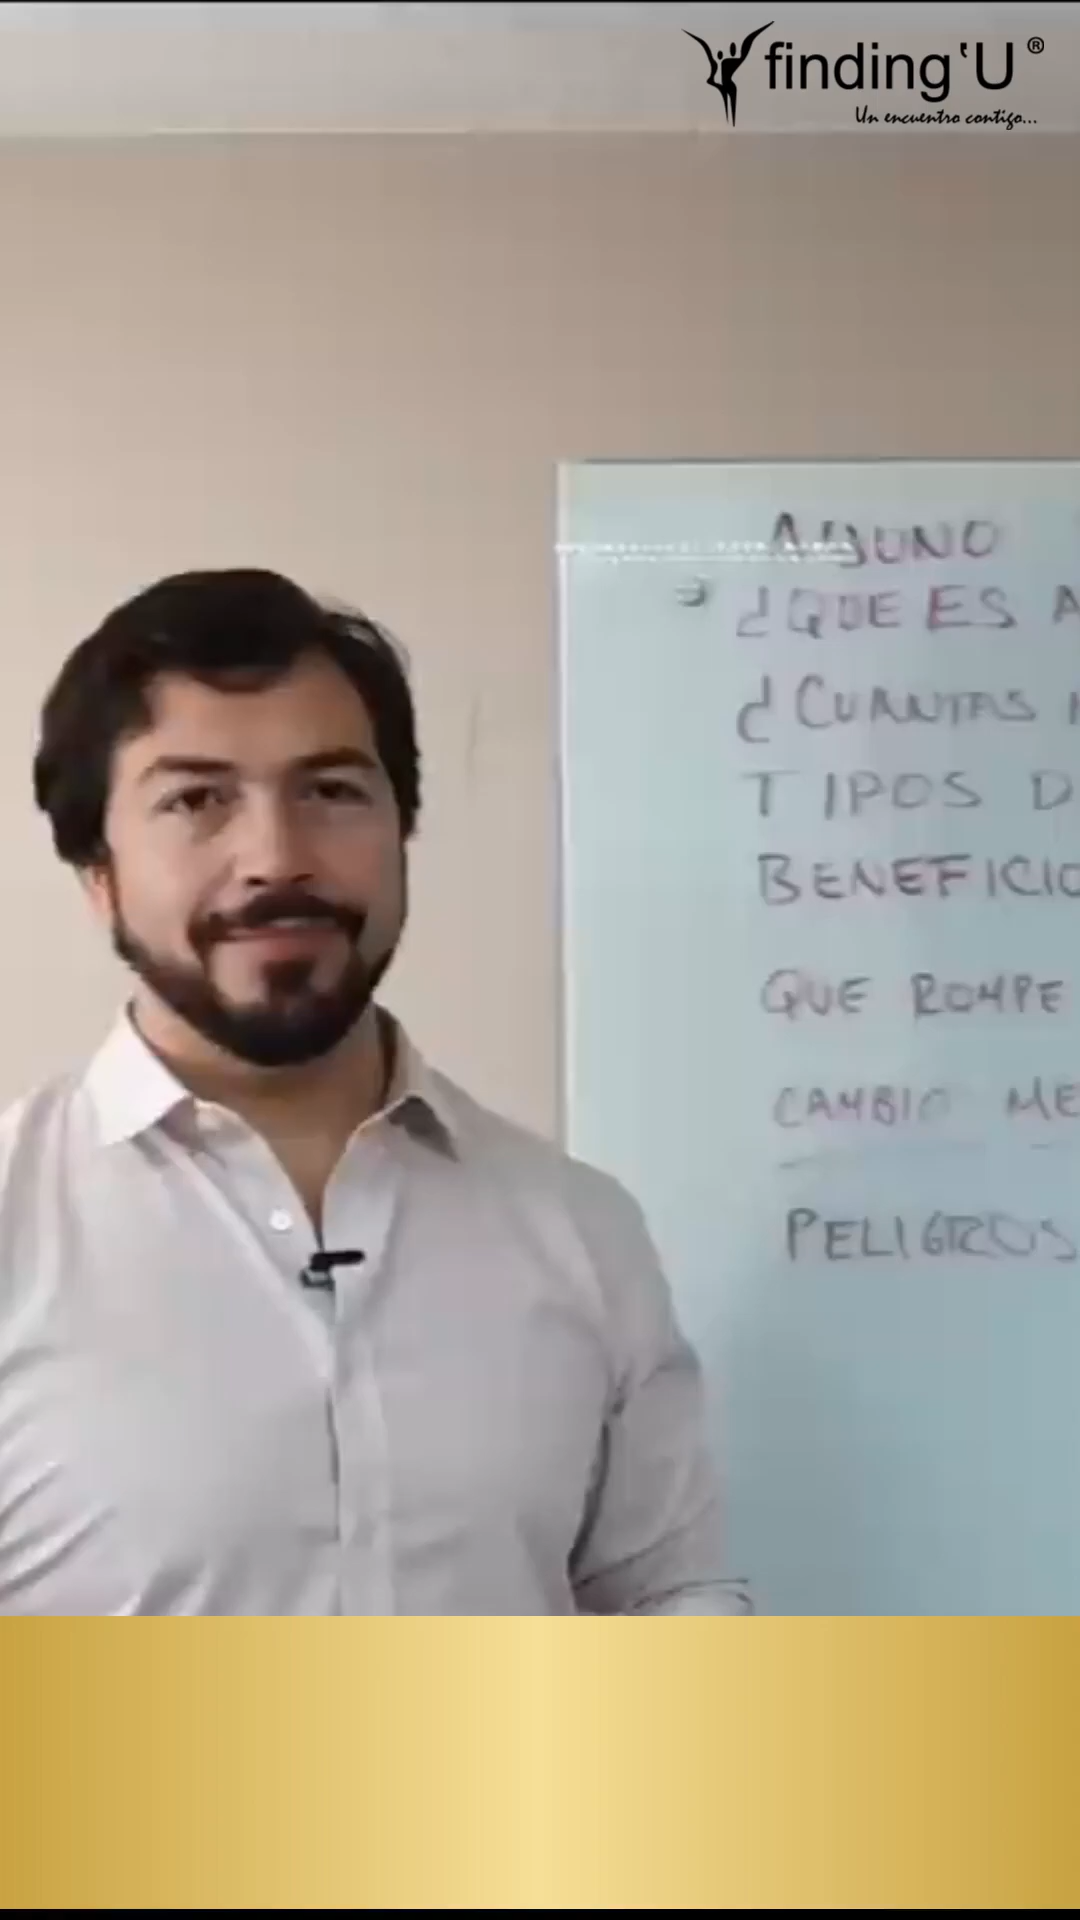 finding'U®
Un encuentro contigo...
AYUNO
¿QUE ES A
¿CUANTAS
TIPOS D
BENEFICIO
QUE ROMPE
CAMBIO ME
PELIGROS